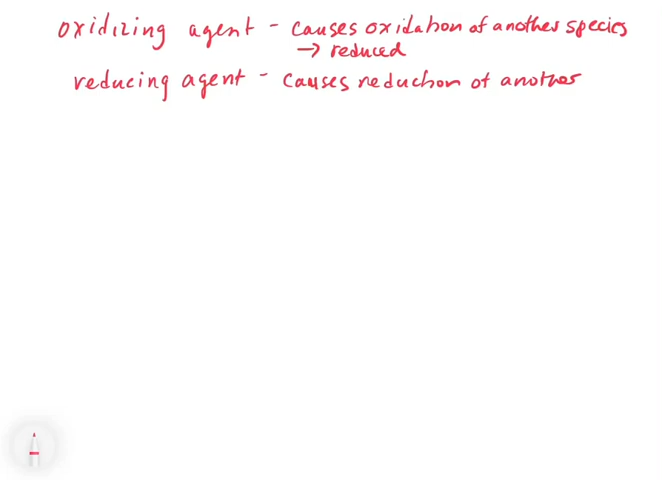 oxidizing agent - causes oxidation of another species
→ reduced
reducing agent - causes reduction of another